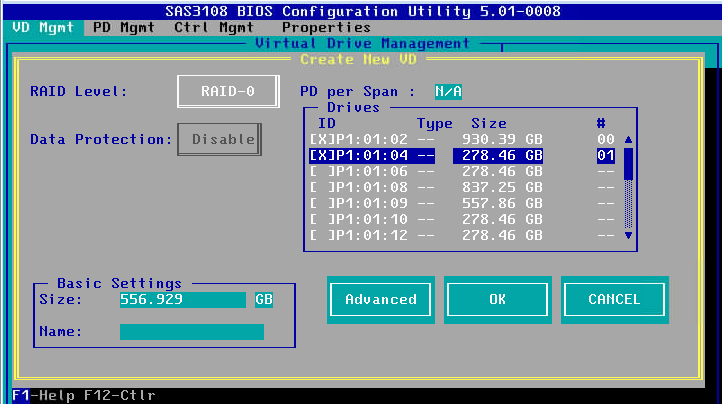 SAS3108 BIOS Configuration Utility 5.01-0008
VD Mgmt PD Mgmt Ctrl Mgmt Properties
Virtual Drive Management
Create New VD
RAID Level: RAID-0 PD per Span : N/A
Drives
ID Type Size #
Data Protection: Disable
[X]P1:01:02 -- 930.39 GB 00
[X]P1:01:04 -- 278.46 GB 01
[ ]P1:01:06 -- 278.46 GB --
[ ]P1:01:08 -- 837.25 GB --
[ ]P1:01:09 -- 557.86 GB --
[ ]P1:01:10 -- 278.46 GB --
[ ]P1:01:12 -- 278.46 GB --
Basic Settings
Size: 556.929 GB
Name:
Advanced OK CANCEL
F1-Help F12-Ctlr